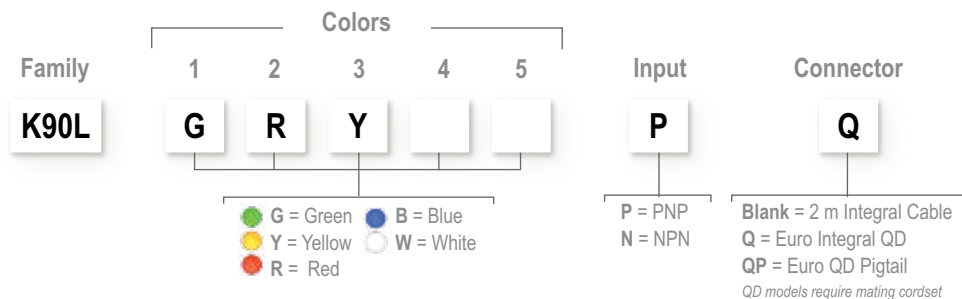 Colors
Family 1 2 3 4 5 Input Connector
K90L G R Y P Q
G = Green B = Blue
Y = Yellow W = White
R = Red
P = PNP
N = NPN
Blank = 2 m Integral Cable
Q = Euro Integral QD
QP = Euro QD Pigtail
QD models require mating cordset